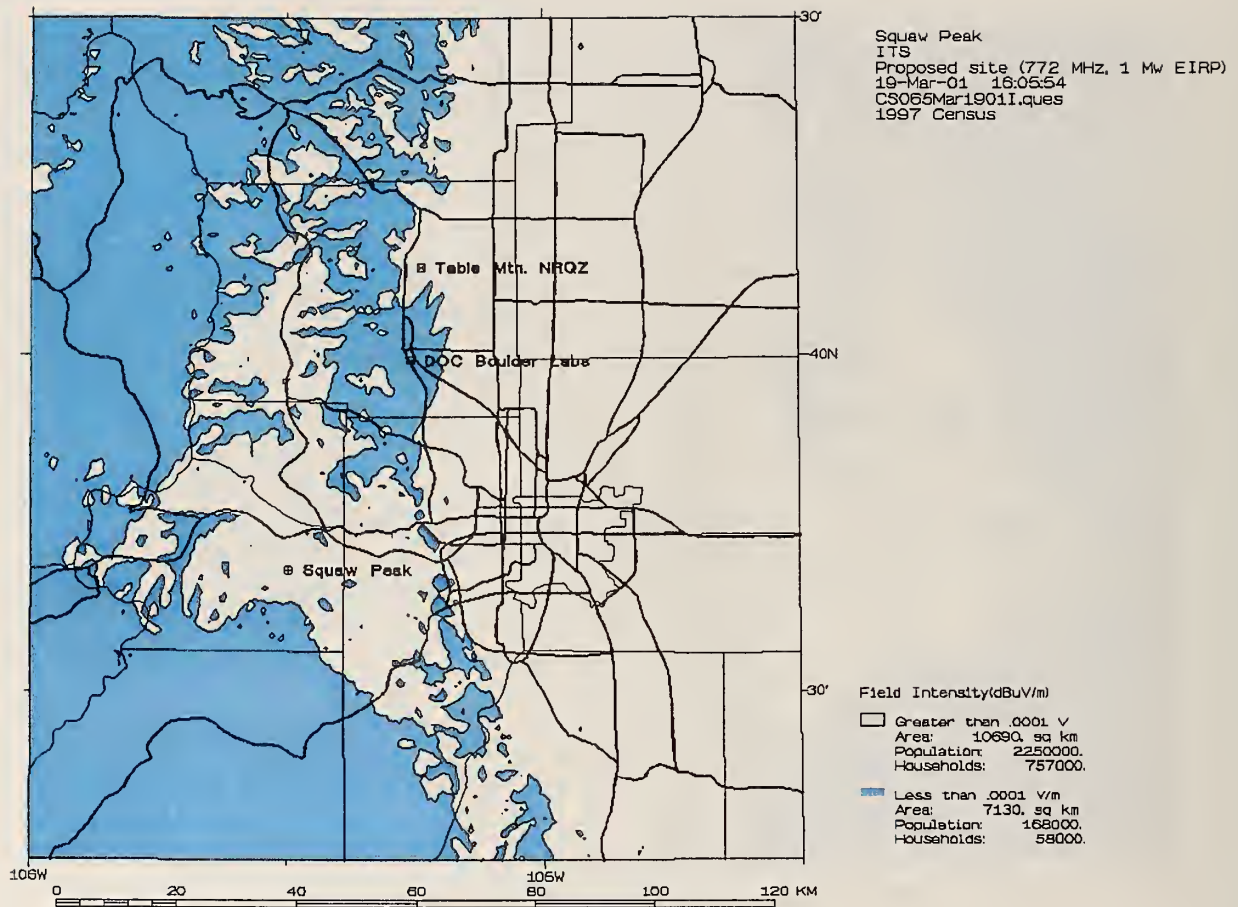 30'
Squaw Peak
ITS
Proposed site (772 MHz, 1 Mw EIRP)
19-Mar-01 16:05:54
CS065Mar1901I.ques
1997 Census
Table Mtn. NRQZ
40N
DOC Boulder Labs
Squaw Peak
30'
Field Intensity(dBuV/m)
Greater than .0001 V
Area: 10690. sq km
Population: 2250000.
Households: 757000.
Less than .0001 V/m
Area: 7130. sq km
Population: 168000.
Households: 58000.
106W
105W
0 20 40 60 80 100 120 KM